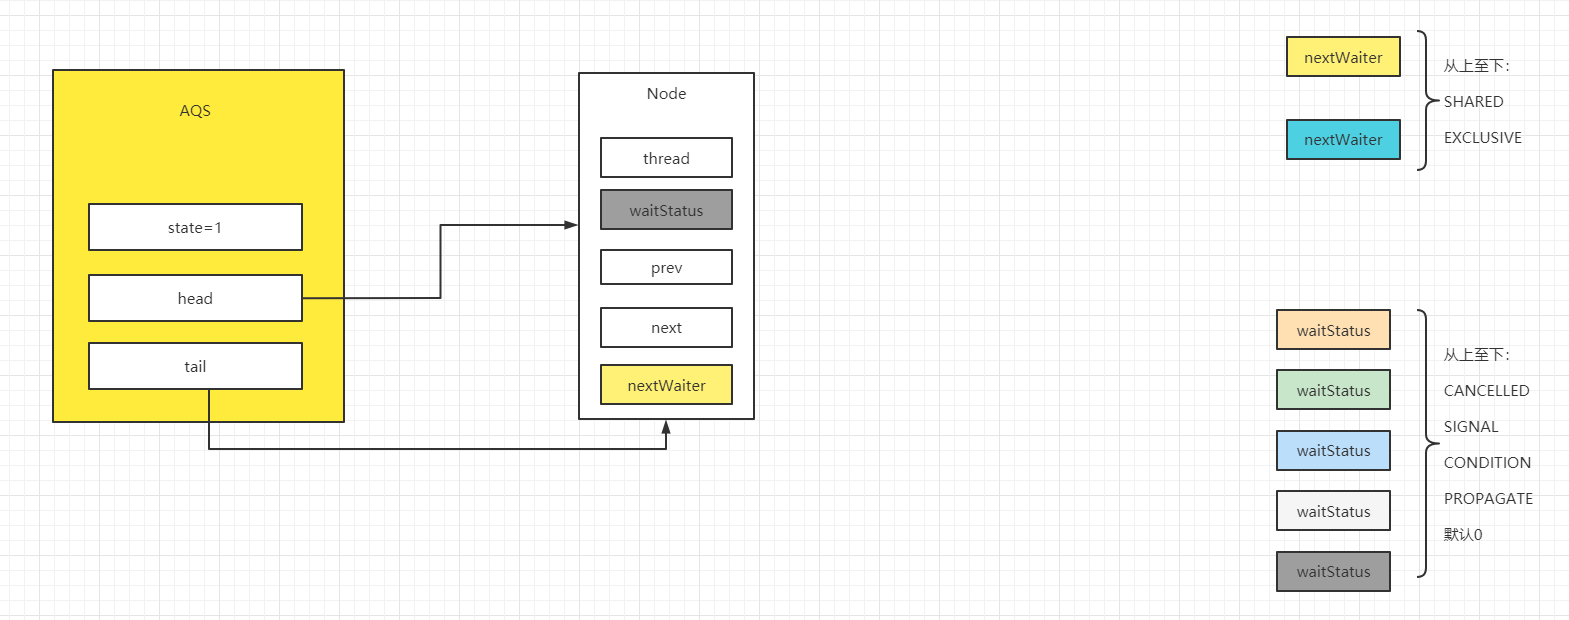 AQS
state=1
head
tail
Node
thread
waitStatus
prev
next
nextWaiter
nextWaiter
nextWaiter
从上至下:
SHARED
EXCLUSIVE
waitStatus
waitStatus
waitStatus
waitStatus
waitStatus
从上至下:
CANCELLED
SIGNAL
CONDITION
PROPAGATE
默认0